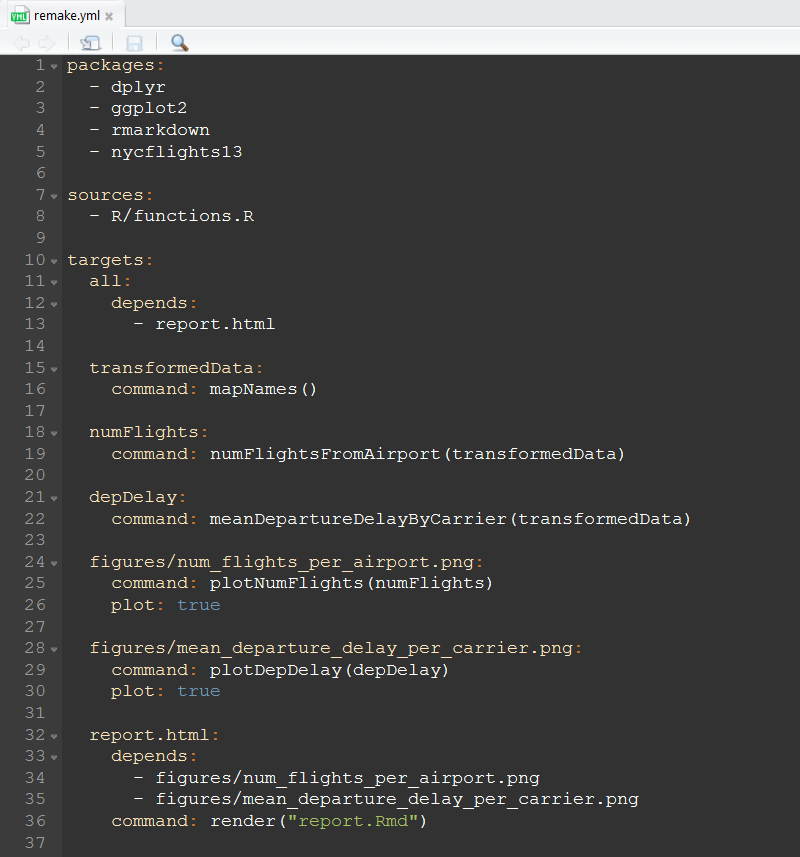 remake.yml
1 packages:
2   - dplyr
3   - ggplot2
4   - rmarkdown
5   - nycflights13
6
7 sources:
8   - R/functions.R
9
10 targets:
11   all:
12     depends:
13       - report.html
14
15   transformedData:
16     command: mapNames()
17
18   numFlights:
19     command: numFlightsFromAirport(transformedData)
20
21   depDelay:
22     command: meanDepartureDelayByCarrier(transformedData)
23
24   figures/num_flights_per_airport.png:
25     command: plotNumFlights(numFlights)
26     plot: true
27
28   figures/mean_departure_delay_per_carrier.png:
29     command: plotDepDelay(depDelay)
30     plot: true
31
32   report.html:
33     depends:
34       - figures/num_flights_per_airport.png
35       - figures/mean_departure_delay_per_carrier.png
36     command: render("report.Rmd")
37